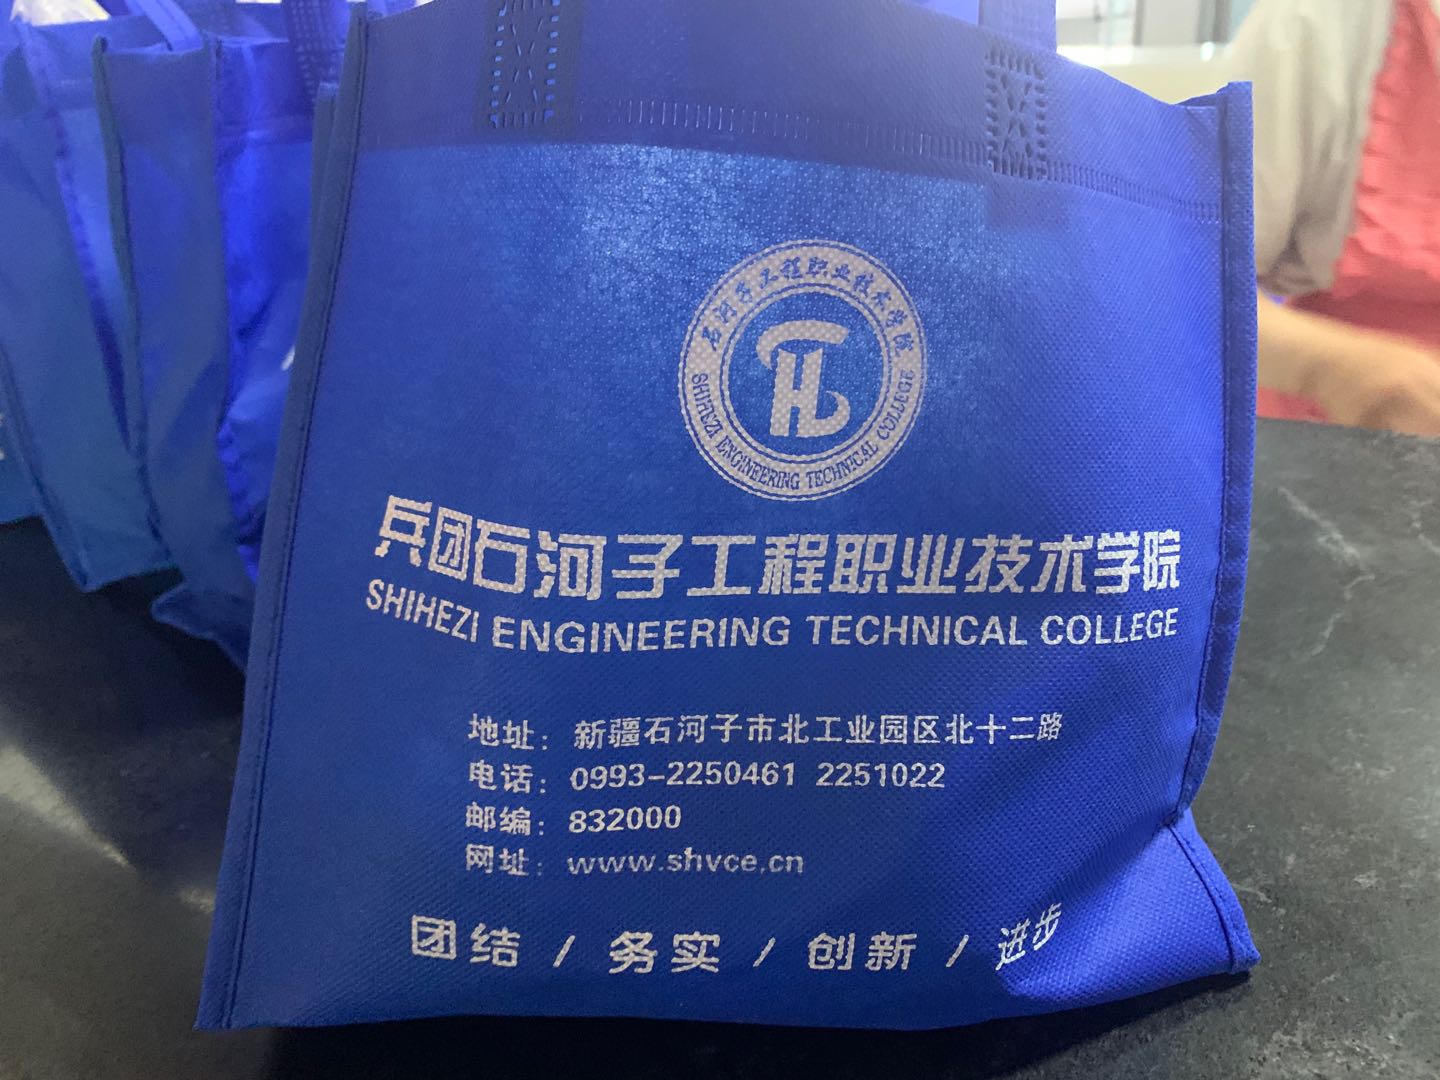 石河子工程职业技术学院
SHIHEZI ENGINEERING TECHNICAL COLLEGE
兵团石河子工程职业技术学院
SHIHEZI ENGINEERING TECHNICAL COLLEGE
地址：新疆石河子市北工业园区北十二路
电话：0993-2250461 2251022
邮编：832000
网址：www.shvce.cn
团结 / 务实 / 创新 / 进步